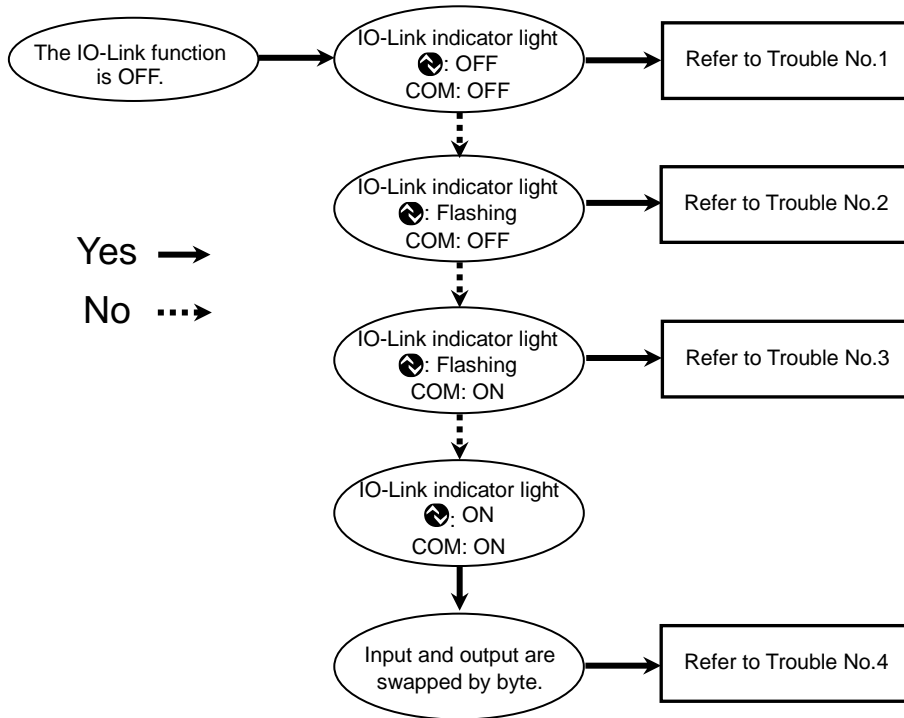 The IO-Link function
is OFF.
IO-Link indicator light
: OFF
COM: OFF
Refer to Trouble No.1
IO-Link indicator light
: Flashing
COM: OFF
Refer to Trouble No.2
Yes
No
IO-Link indicator light
: Flashing
COM: ON
Refer to Trouble No.3
IO-Link indicator light
: ON
COM: ON
Input and output are
swapped by byte.
Refer to Trouble No.4